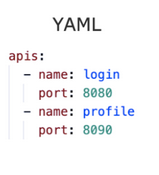 YAML
apis:
  - name: login
    port: 8080
  - name: profile
    port: 8090